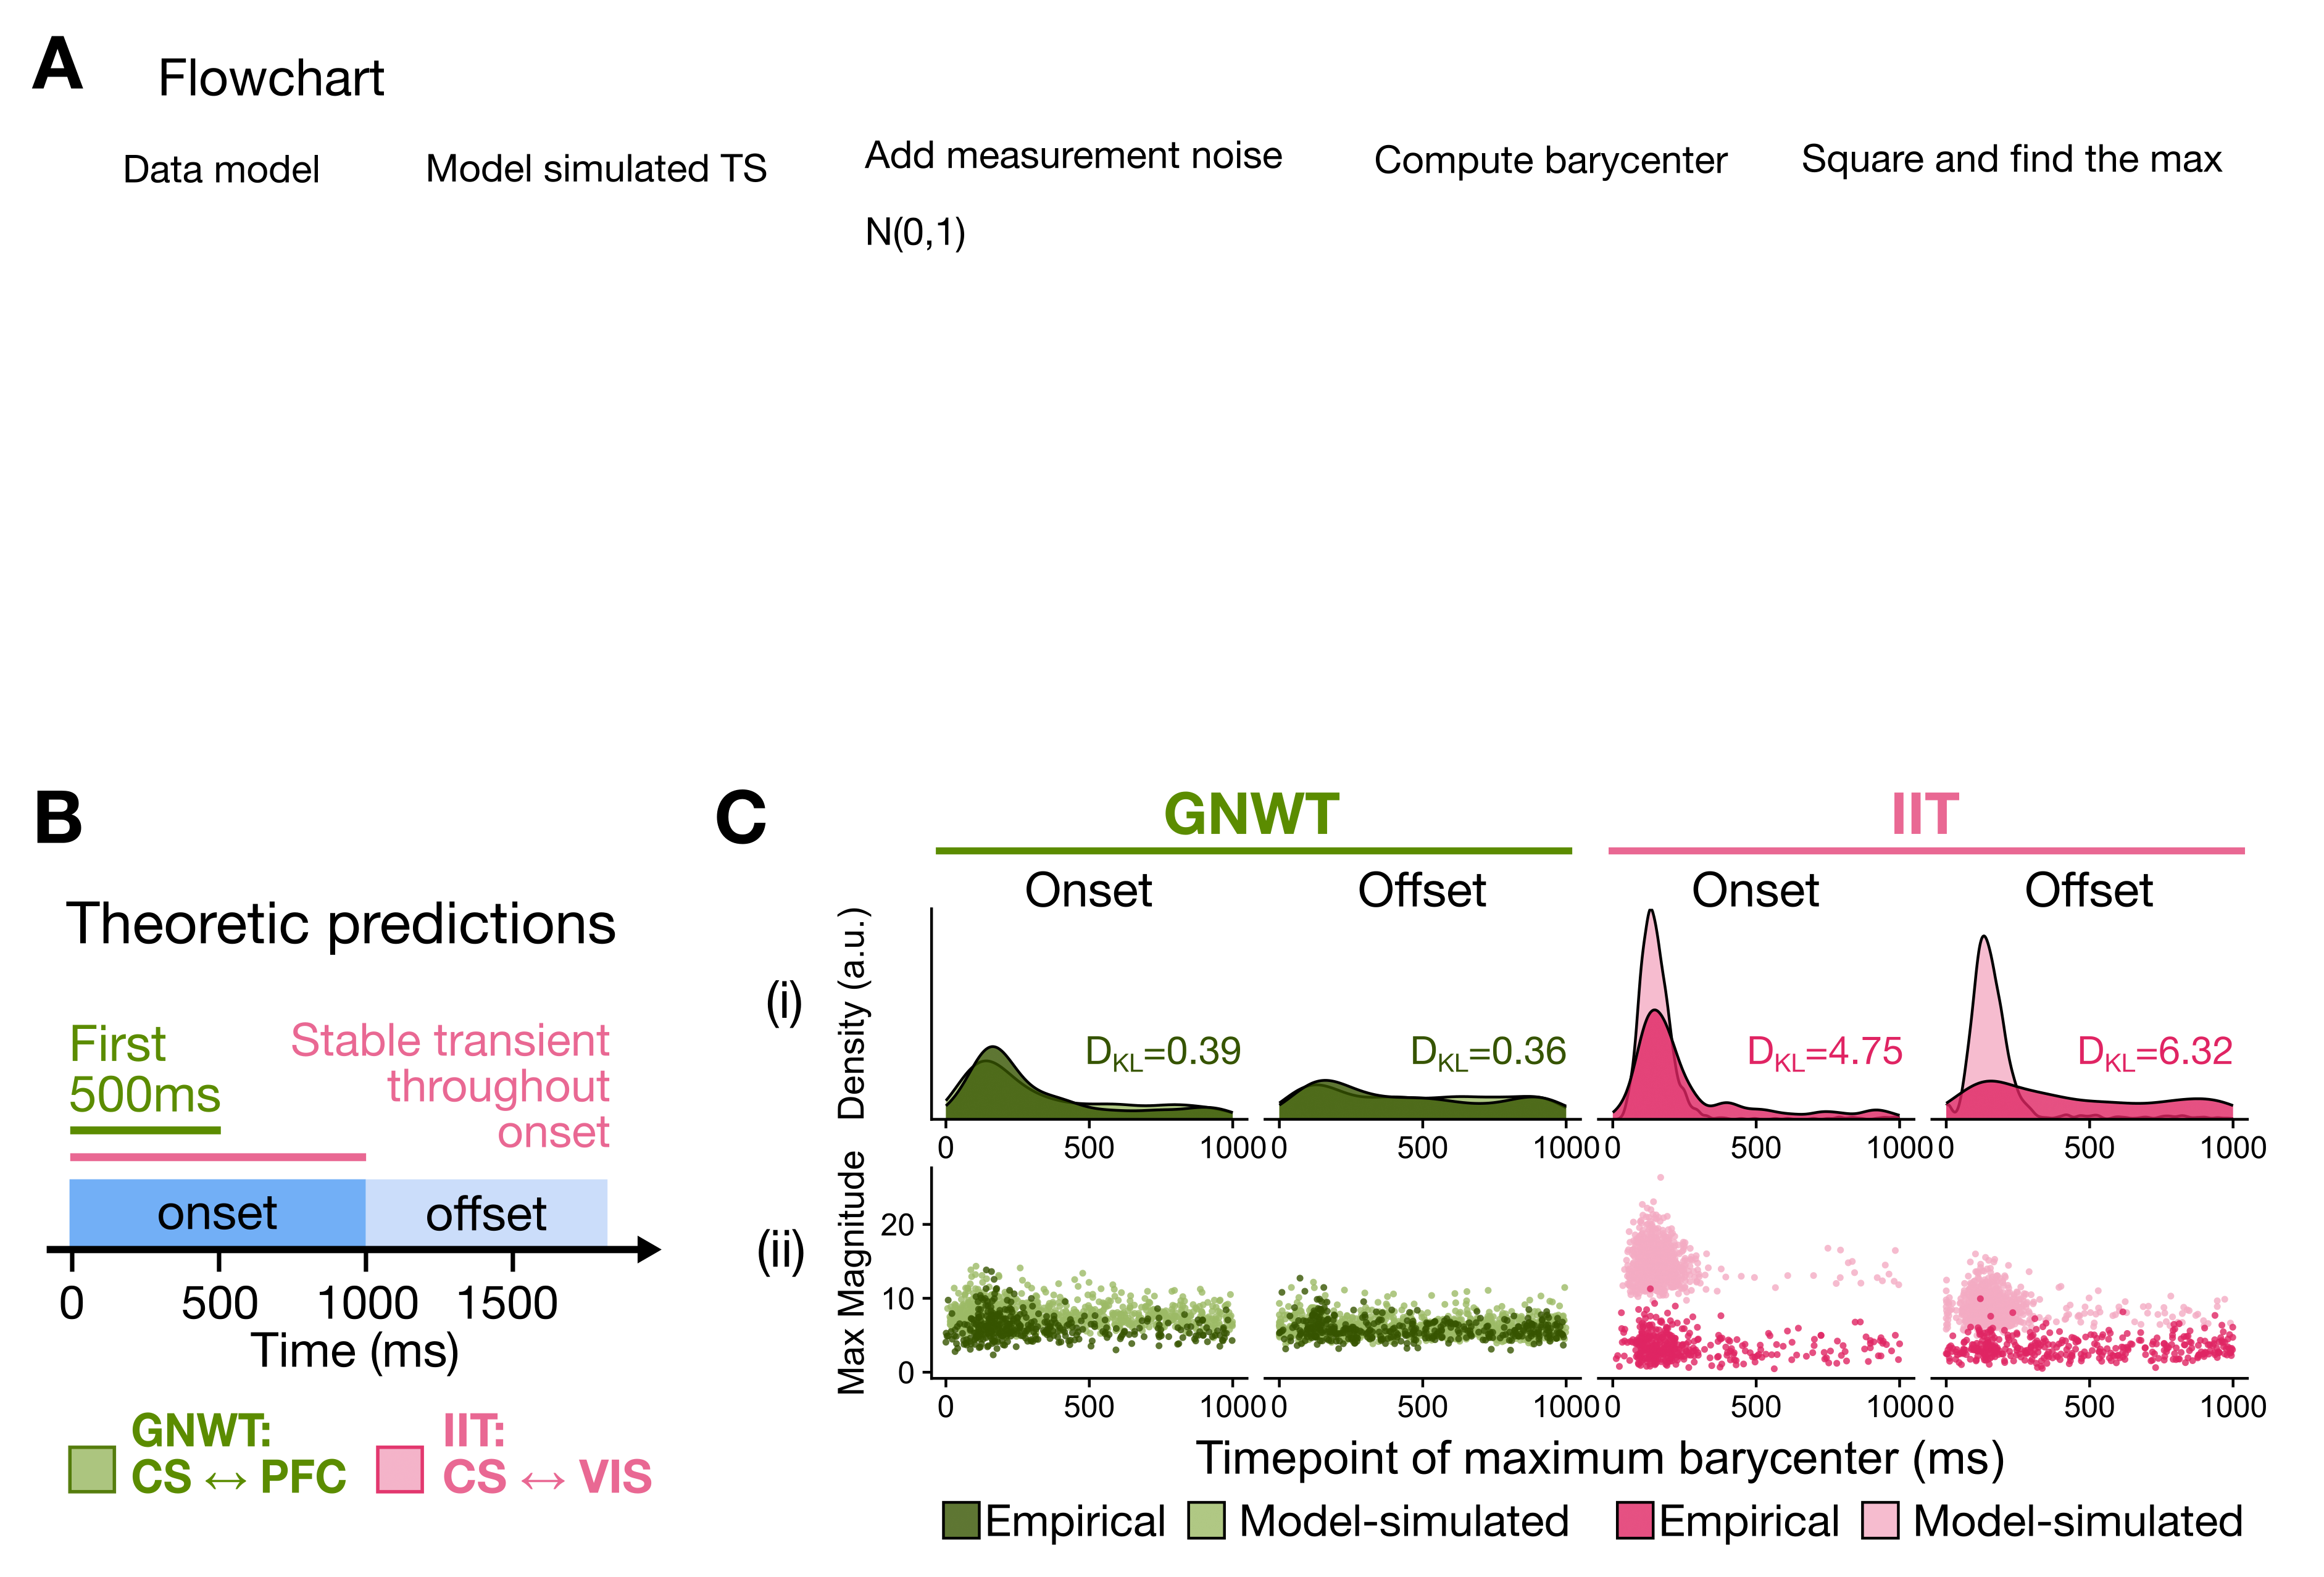 A
Flowchart
Data model
Model simulated TS
Add measurement noise
Compute barycenter
Square and find the max
N(0,1)
B
Theoretic predictions
First
500ms
Stable transient
throughout
onset
onset
offset
0
500
1000
1500
Time (ms)
GNWT:
CS ↔ PFC
IIT:
CS ↔ VIS
C
GNWT
IIT
Onset
Offset
Onset
Offset
(i)
Density (a.u.)
DKL=0.39
DKL=0.36
DKL=4.75
DKL=6.32
0 500 1000
0 500 1000
0 500 1000
0 500 1000
(ii)
Max Magnitude
20
10
0
0 500 1000
0 500 1000
0 500 1000
0 500 1000
Timepoint of maximum barycenter (ms)
Empirical
Model-simulated
Empirical
Model-simulated